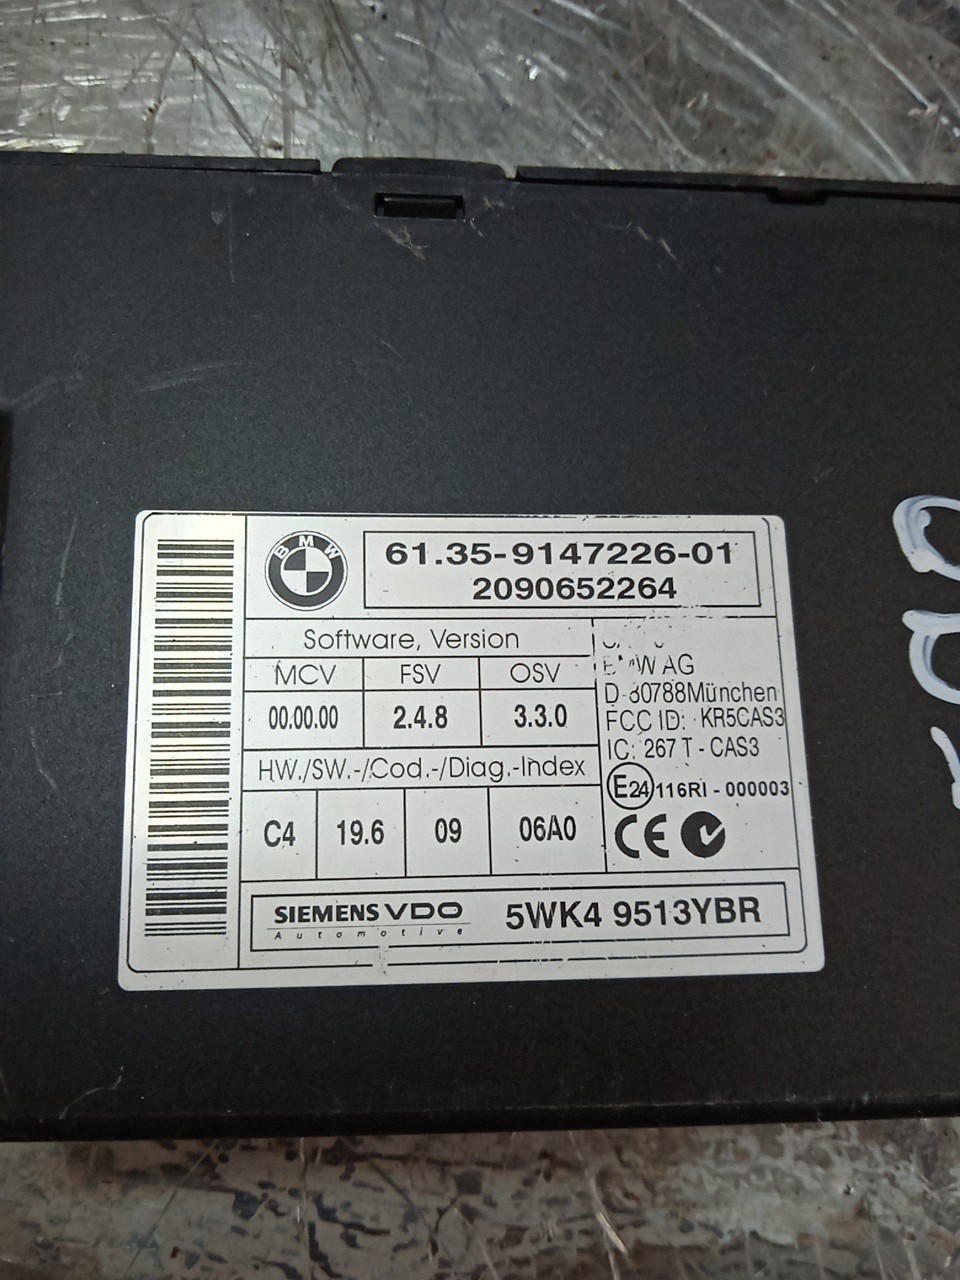 BMW
61.35-9147226-01
2090652264
Software, Version
MCV FSV OSV
00.00.00 2.4.8 3.3.0
HW./SW.-/Cod.-/Diag.-Index
C4 19.6 09 06A0
BMW AG
D-80788München
FCC ID: KR5CAS3
IC: 267 T - CAS3
E24 116RI - 000003
CE
SIEMENS VDO
Automotive
5WK4 9513YBR